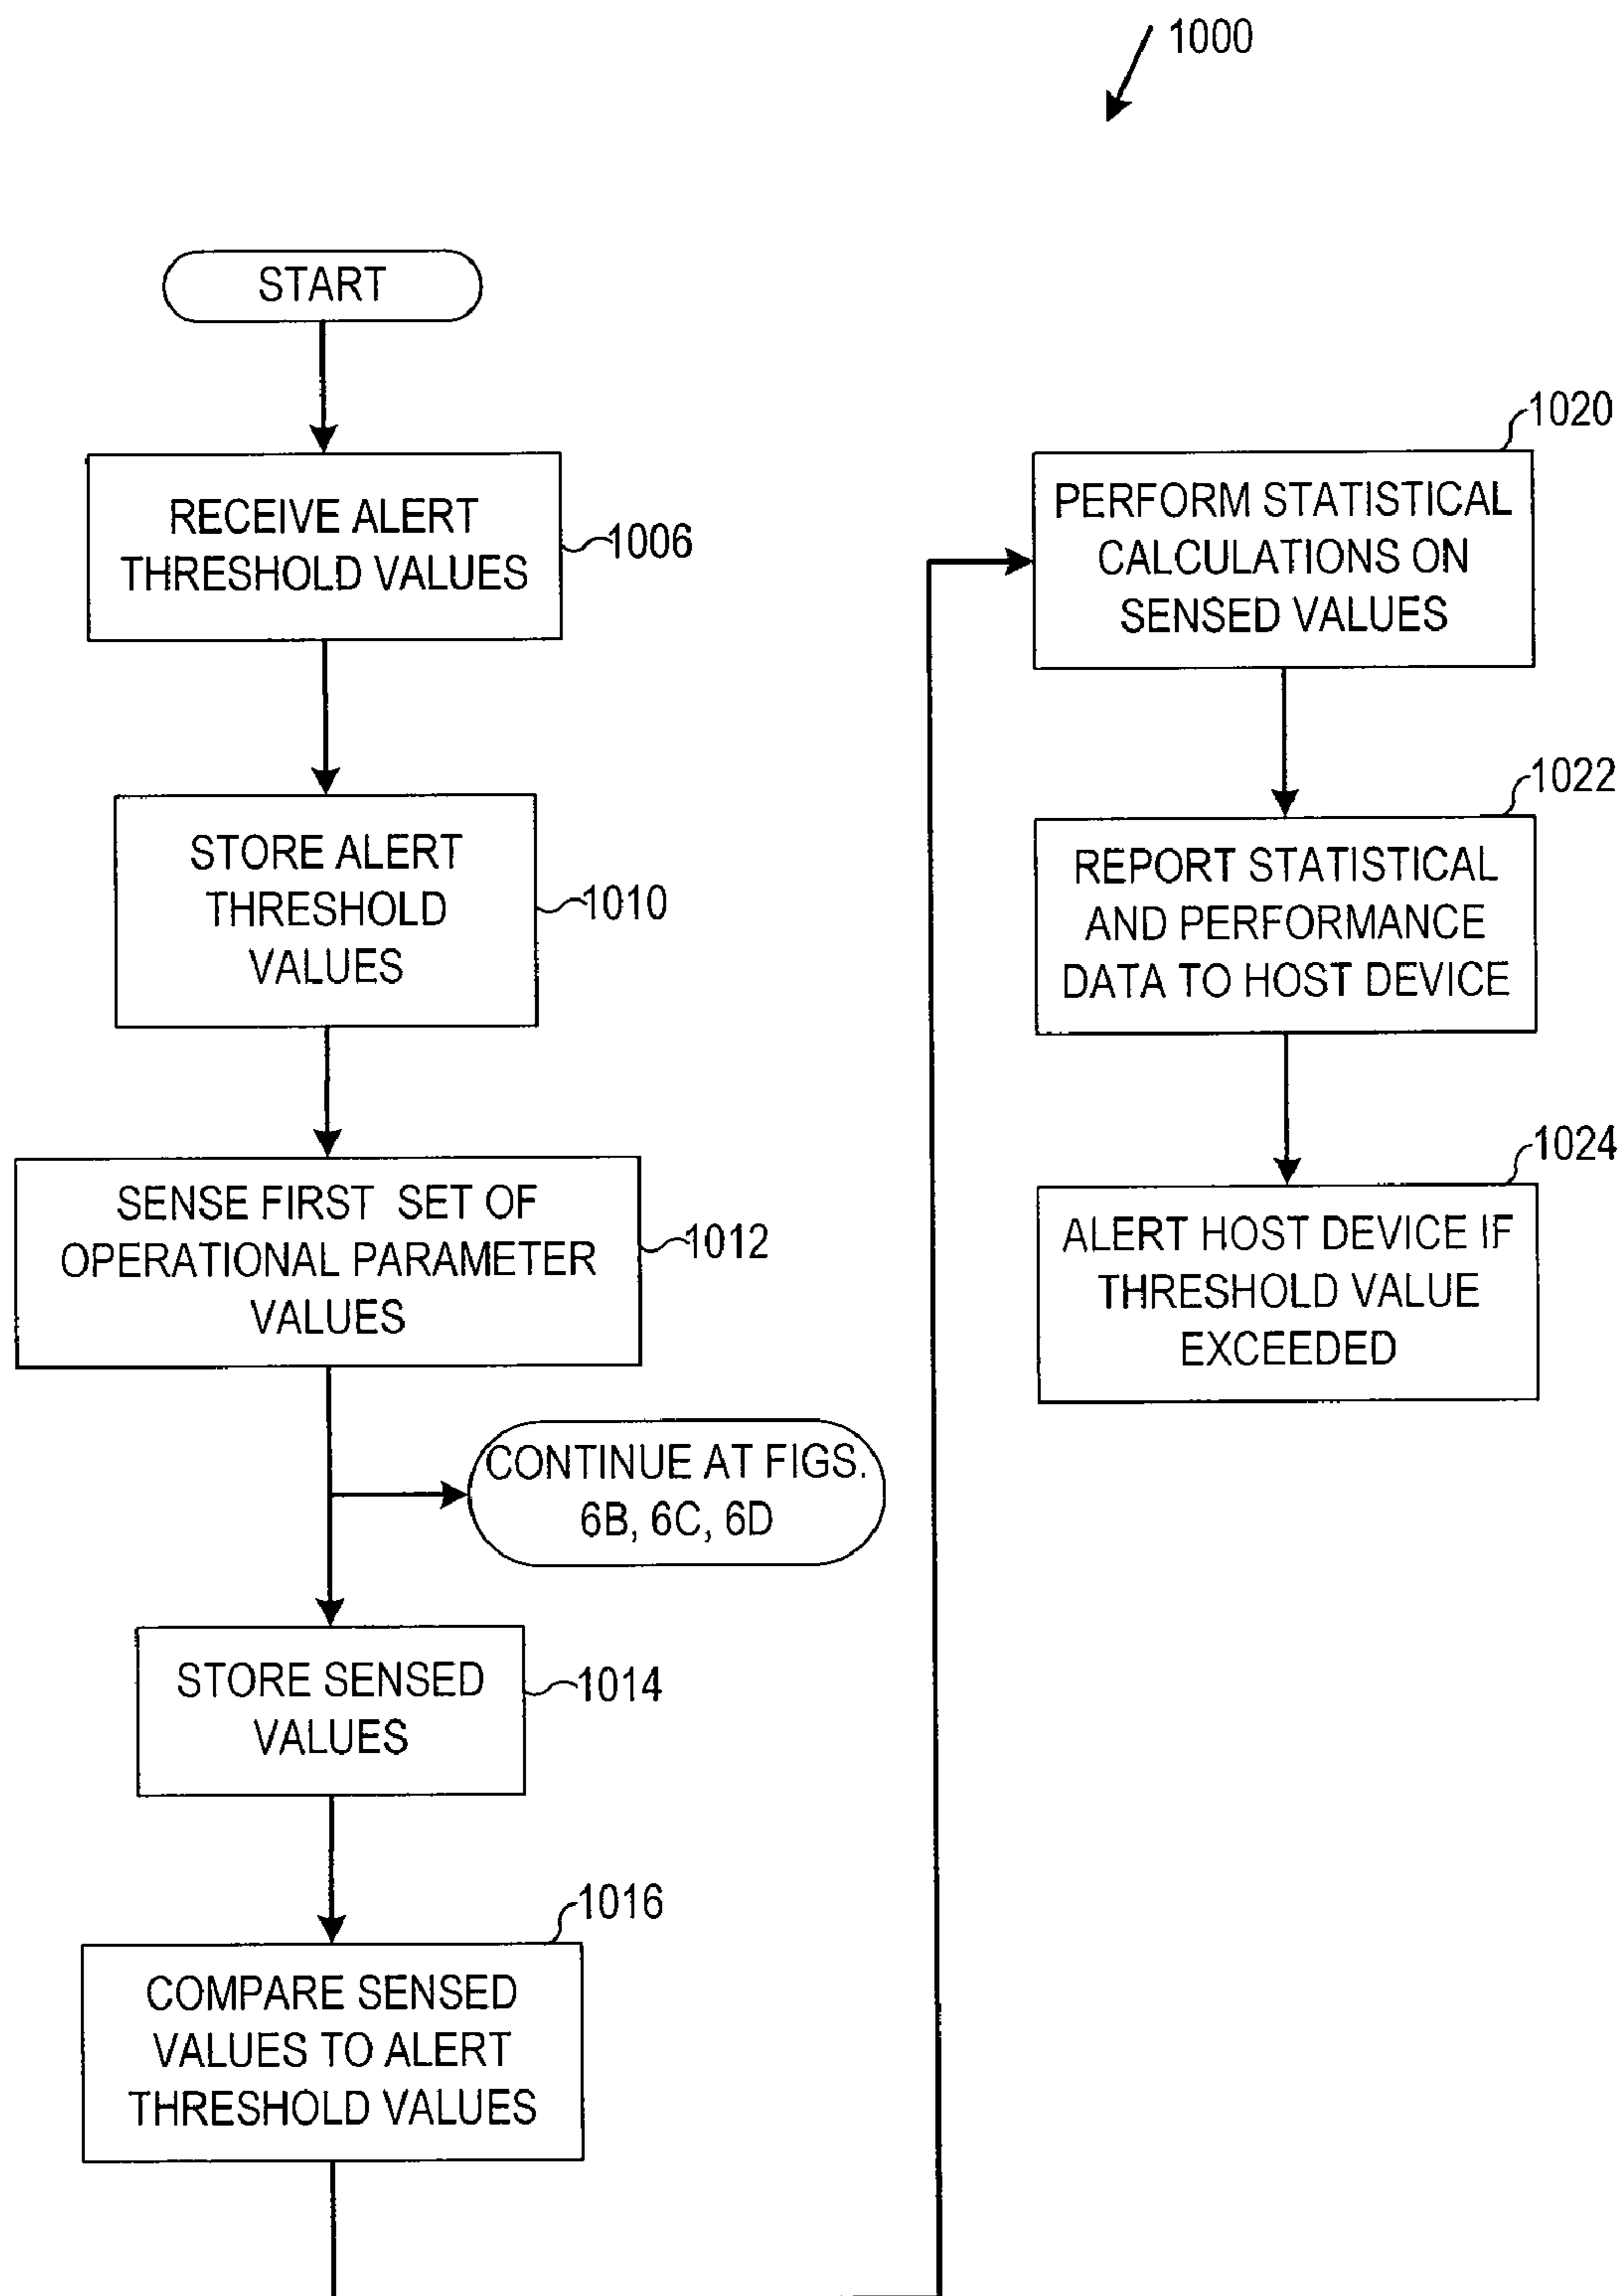 1000
START
RECEIVE ALERT
THRESHOLD VALUES
1006
STORE ALERT
THRESHOLD
VALUES
1010
SENSE FIRST SET OF
OPERATIONAL PARAMETER
VALUES
1012
CONTINUE AT FIGS.
6B, 6C, 6D
STORE SENSED
VALUES
1014
1016
COMPARE SENSED
VALUES TO ALERT
THRESHOLD VALUES
1020
PERFORM STATISTICAL
CALCULATIONS ON
SENSED VALUES
1022
REPORT STATISTICAL
AND PERFORMANCE
DATA TO HOST DEVICE
1024
ALERT HOST DEVICE IF
THRESHOLD VALUE
EXCEEDED